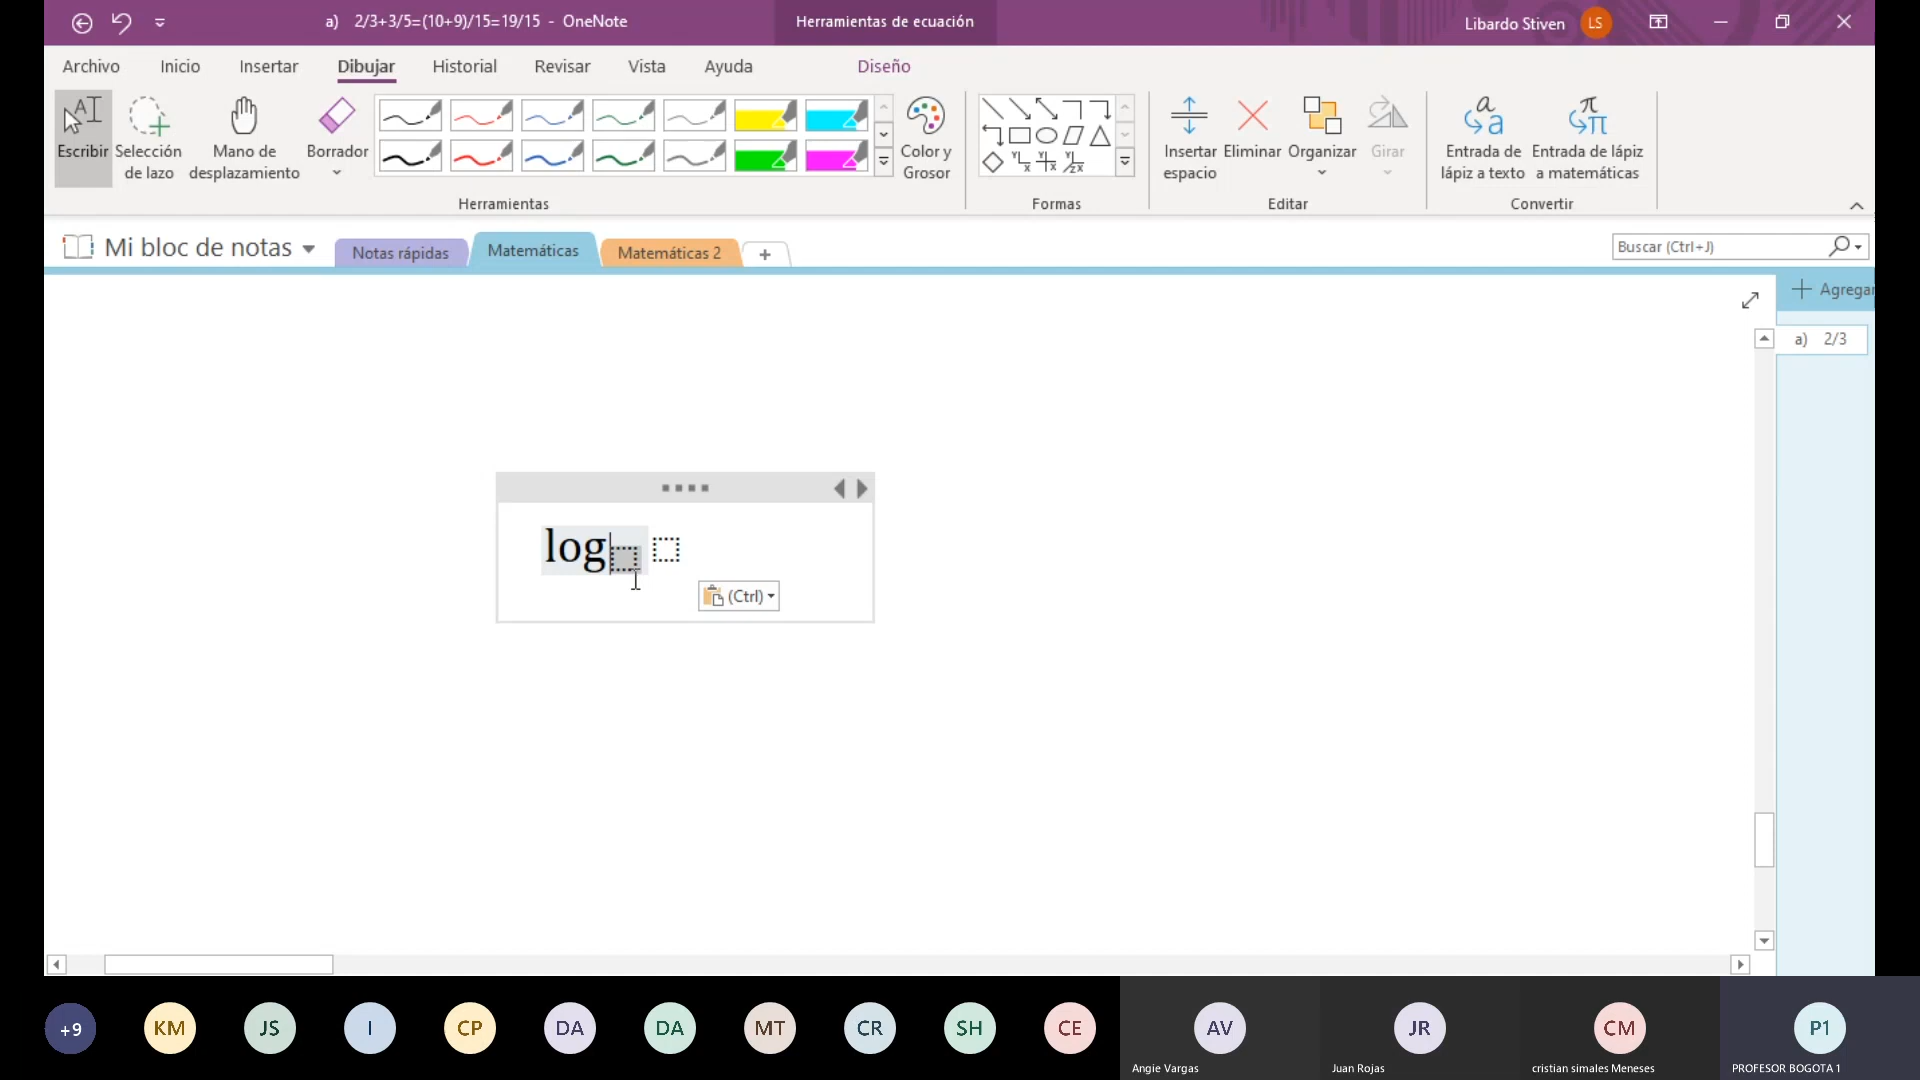 a) 2/3+3/5=(10+9)/15=19/15 - OneNote
Herramientas de ecuación
Libardo Stiven
LS
Archivo
Inicio
Insertar
Dibujar
Historial
Revisar
Vista
Ayuda
Diseño
Escribir
Selección de lazo
Mano de desplazamiento
Borrador
Color y Grosor
Insertar espacio
Eliminar
Organizar
Girar
Entrada de lápiz a texto
Entrada de lápiz a matemáticas
Herramientas
Formas
Editar
Convertir
Mi bloc de notas
Notas rápidas
Matemáticas
Matemáticas 2
Buscar (Ctrl+J)
Agregar
a) 2/3
log
(Ctrl)
+9
KM
JS
I
CP
DA
DA
MT
CR
SH
CE
AV
JR
CM
P1
Angie Vargas
Juan Rojas
cristian simales Meneses
PROFESOR BOGOTA 1